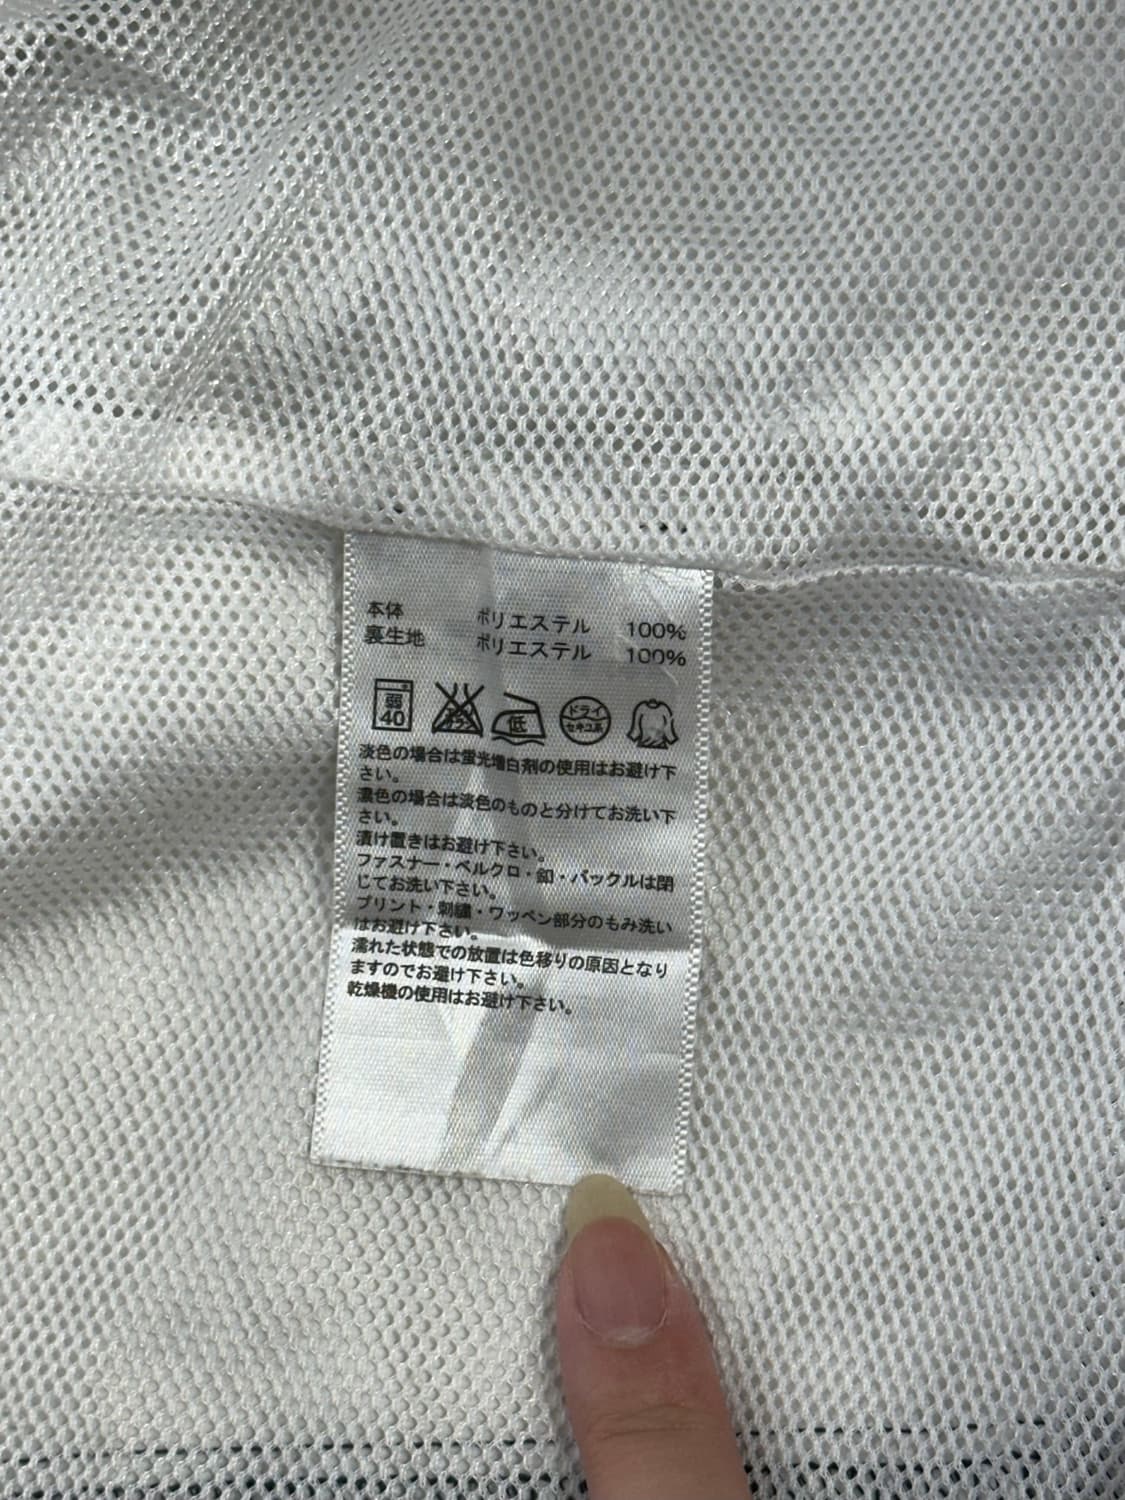 本体 ポリエステル 100%
裏生地 ポリエステル 100%
弱 40 エンソ 低 ドライ セキユ系
淡色の場合は蛍光増白剤の使用はお避け下
さい。
濃色の場合は淡色のものと分けてお洗い下
さい。
漬け置きはお避け下さい。
ファスナー・ベルクロ・釦・バックルは閉
じてお洗い下さい。
プリント・刺繍・ワッペン部分のもみ洗い
はお避け下さい。
濡れた状態での放置は色移りの原因となり
ますのでお避け下さい。
乾燥機の使用はお避け下さい。